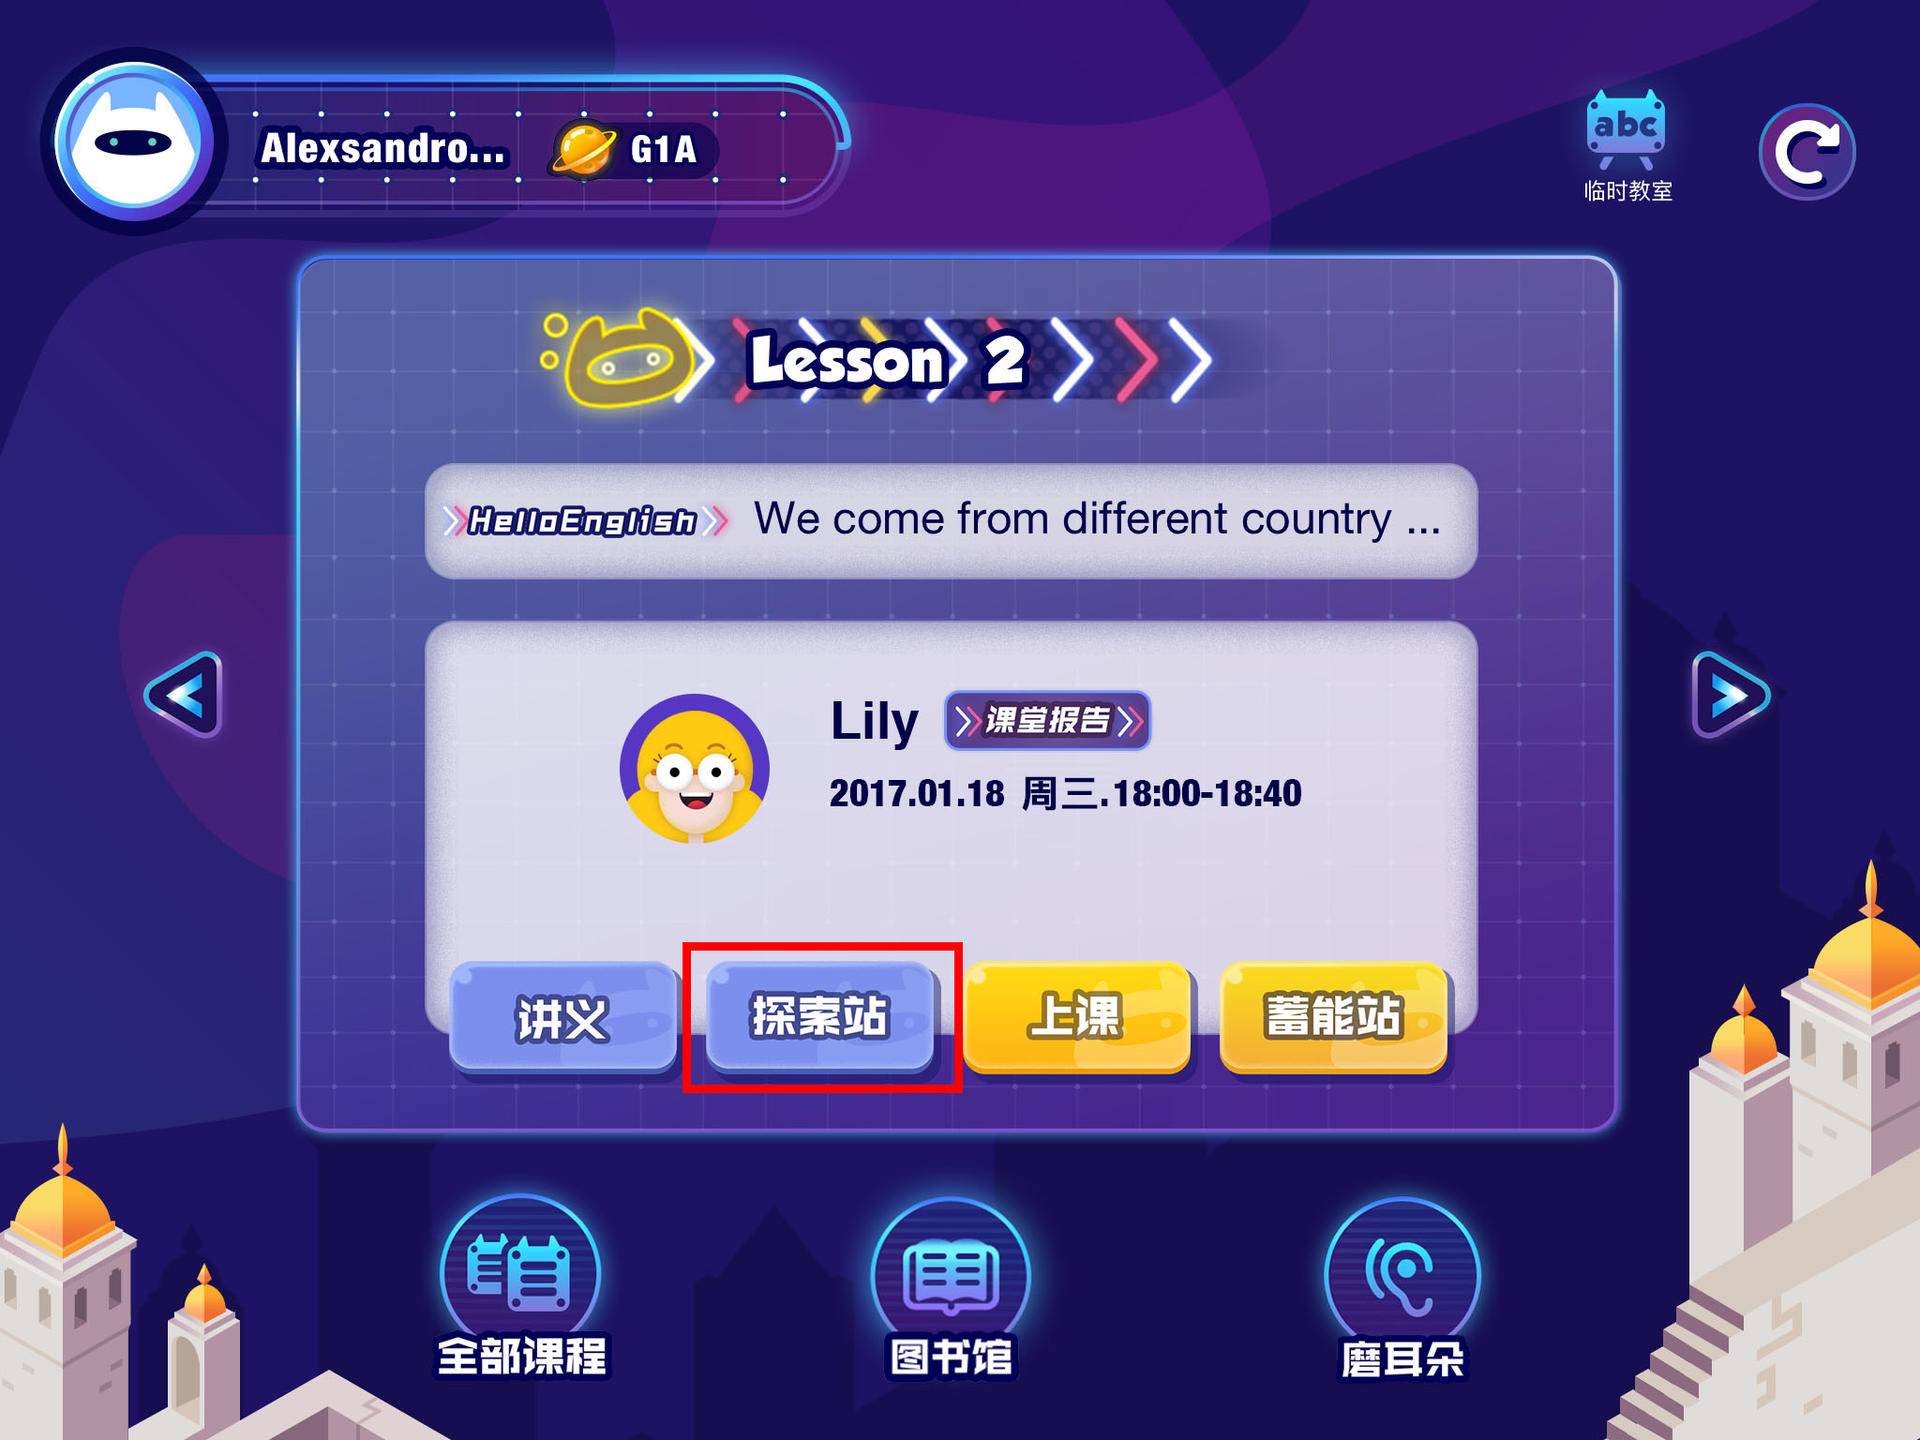 Alexsandro... G1A
abc
临时教室
Lesson 2
HelloEnglish We come from different country ...
Lily 课堂报告
2017.01.18 周三.18:00-18:40
讲义 探索站 上课 蓄能站
全部课程 图书馆 磨耳朵